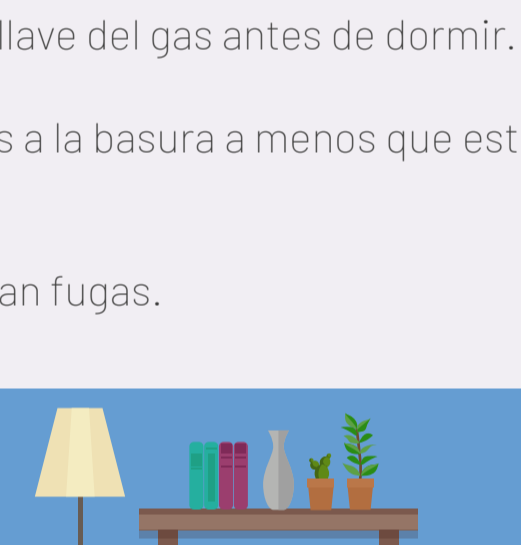 llave del gas antes de dormir.
s a la basura a menos que est
an fugas.